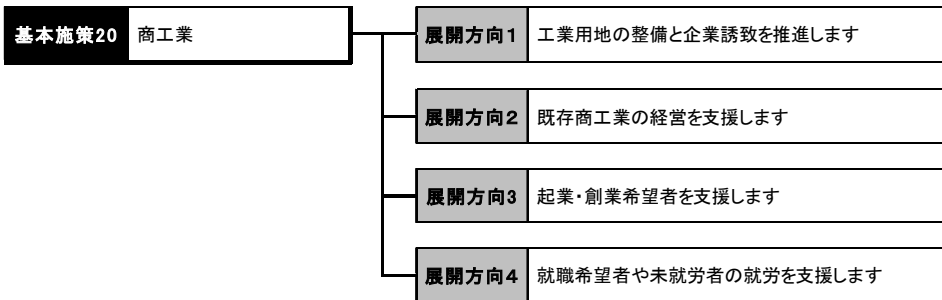 基本施策20 商工業
展開方向1 工業用地の整備と企業誘致を推進します
展開方向2 既存商工業の経営を支援します
展開方向3 起業・創業希望者を支援します
展開方向4 就職希望者や未就労者の就労を支援します